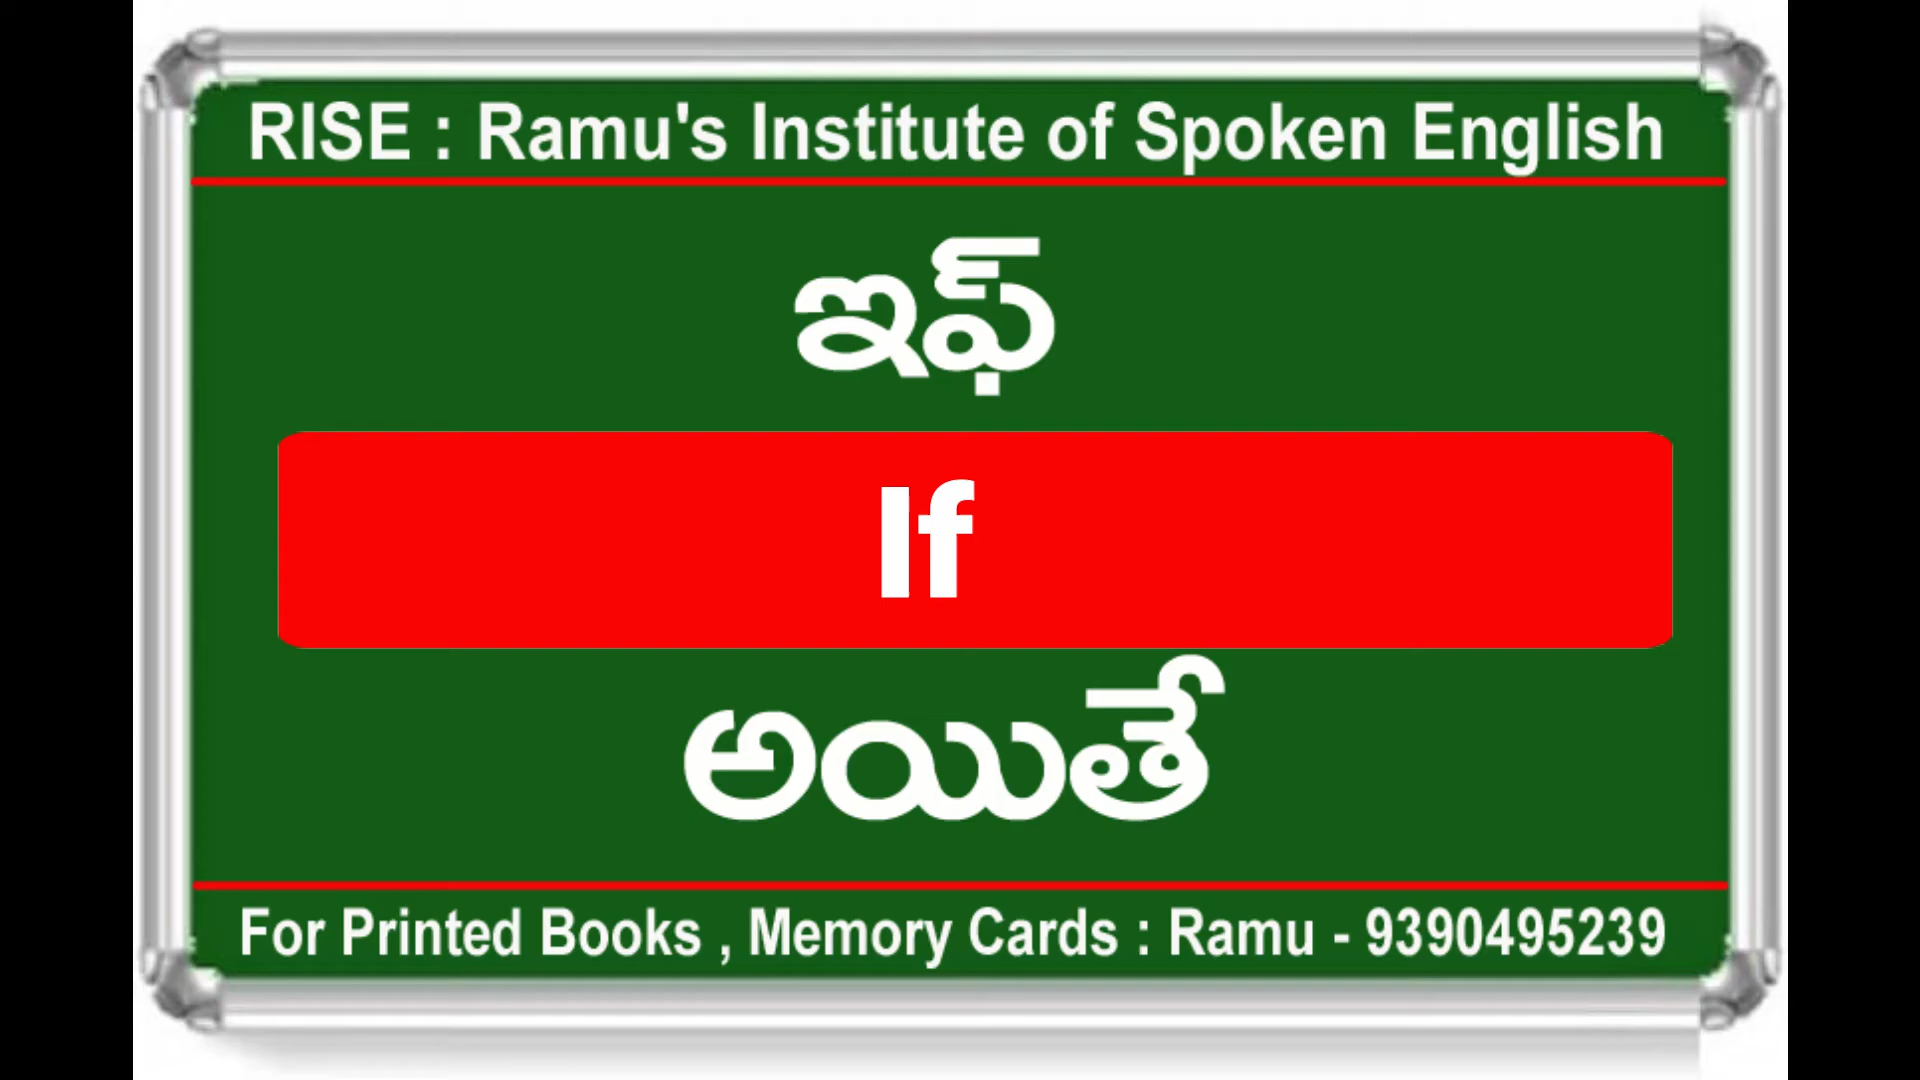 RISE : Ramu's Institute of Spoken English
ఇఫ్
If
అయితే
For Printed Books , Memory Cards : Ramu - 9390495239